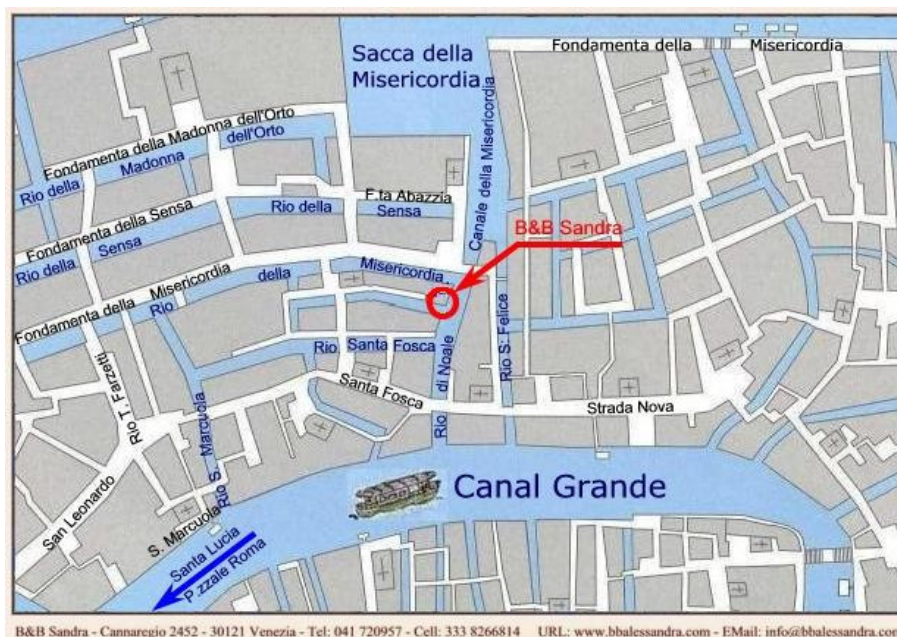 Sacca della
Misericordia
Fondamenta della Misericordia
Fondamenta della Madonna dell'Orto
Rio della Madonna dell'Orto
Canale della Misericordia
F.ta Abazzia
Fondamenta della Sensa
Rio della Sensa
Rio della Sensa
B&B Sandra
Fondamenta della Misericordia
Rio della Misericordia
Rio T. Farzetti
Rio Santa Fosca
Rio di Noale
Rio S: Felice
Santa Fosca
Strada Nova
Rio S. Marcuola
Canal Grande
San Leonardo
S. Marcuola
Santa Lucia
P.zzale Roma
B&B Sandra - Cannaregio 2452 - 30121 Venezia - Tel: 041 720957 - Cell: 333 8266814 URL: www.bbalessandra.com - EMail: info@bbalessandra.com